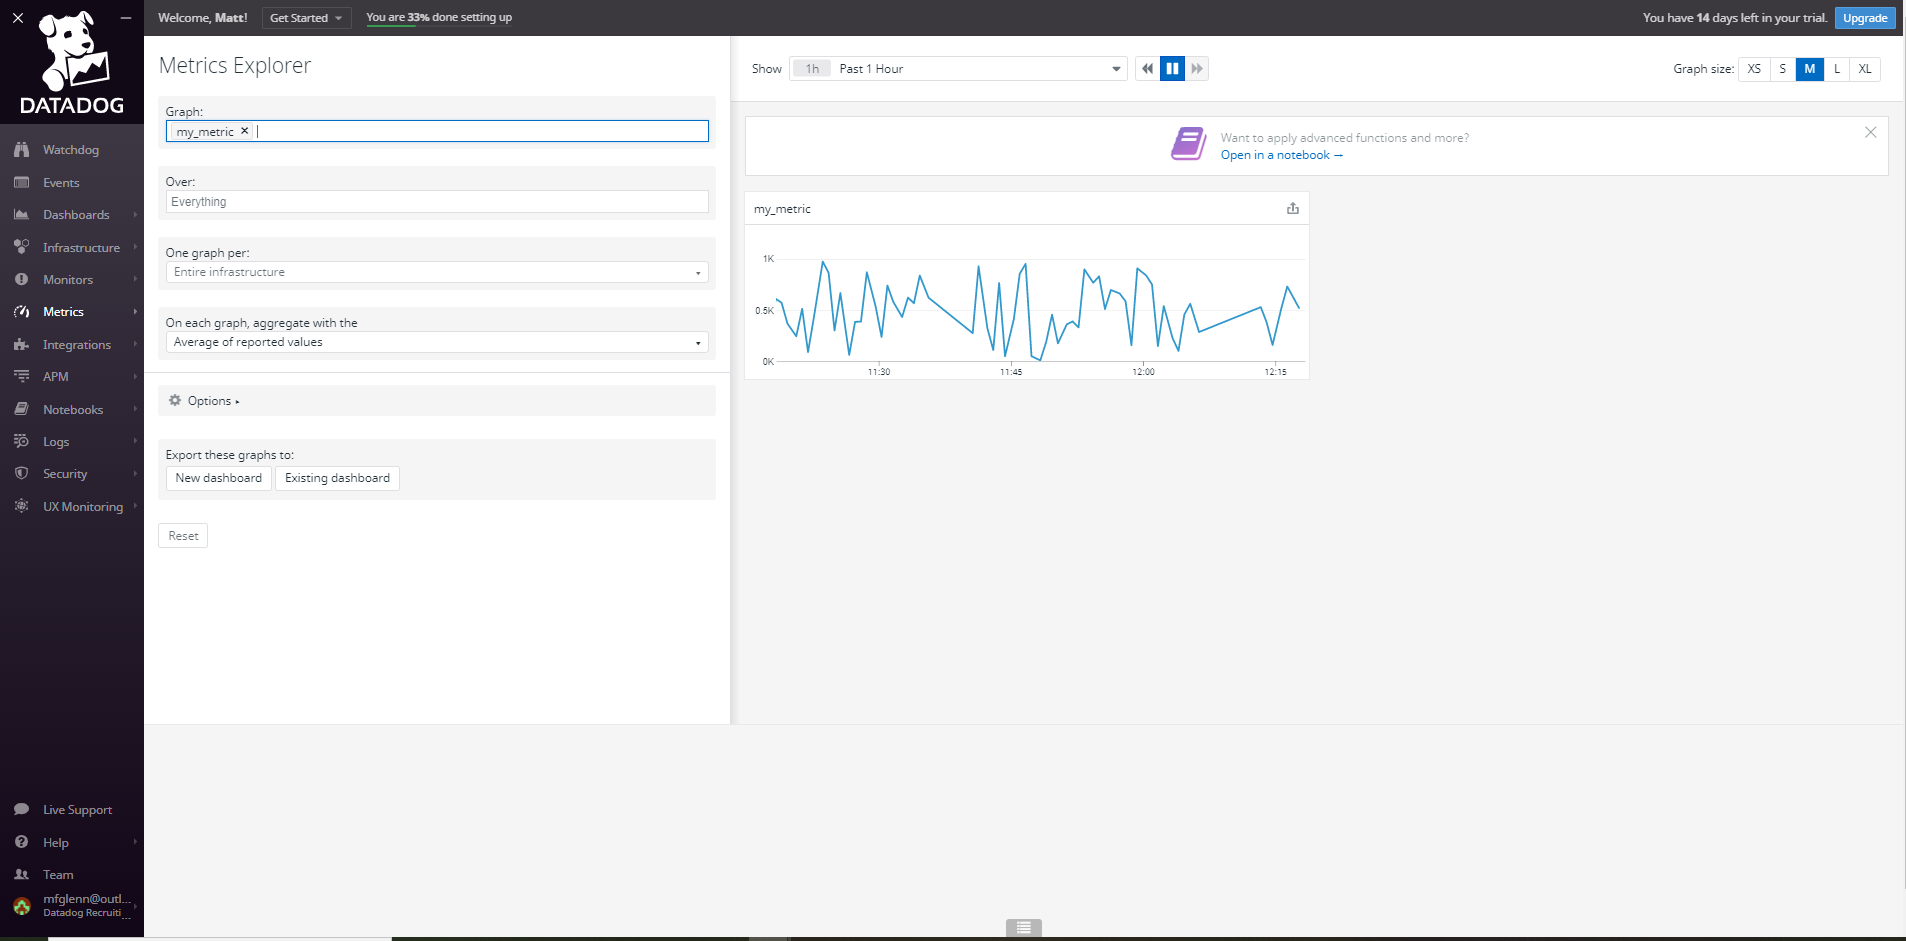 Welcome, Matt!
Get Started
You are 33% done setting up
You have 14 days left in your trial.
Upgrade
DATADOG
Watchdog
Events
Dashboards
Infrastructure
Monitors
Metrics
Integrations
APM
Notebooks
Logs
Security
UX Monitoring
Live Support
Help
Team
mfglenn@outl...
Datadog Recruiti...
Metrics Explorer
Graph:
my_metric
Over:
Everything
One graph per:
Entire infrastructure
On each graph, aggregate with the
Average of reported values
Options
Export these graphs to:
New dashboard
Existing dashboard
Reset
Show
1h
Past 1 Hour
Graph size:
XS
S
M
L
XL
Want to apply advanced functions and more?
Open in a notebook →
my_metric
1K
0.5K
0K
11:30
11:45
12:00
12:15